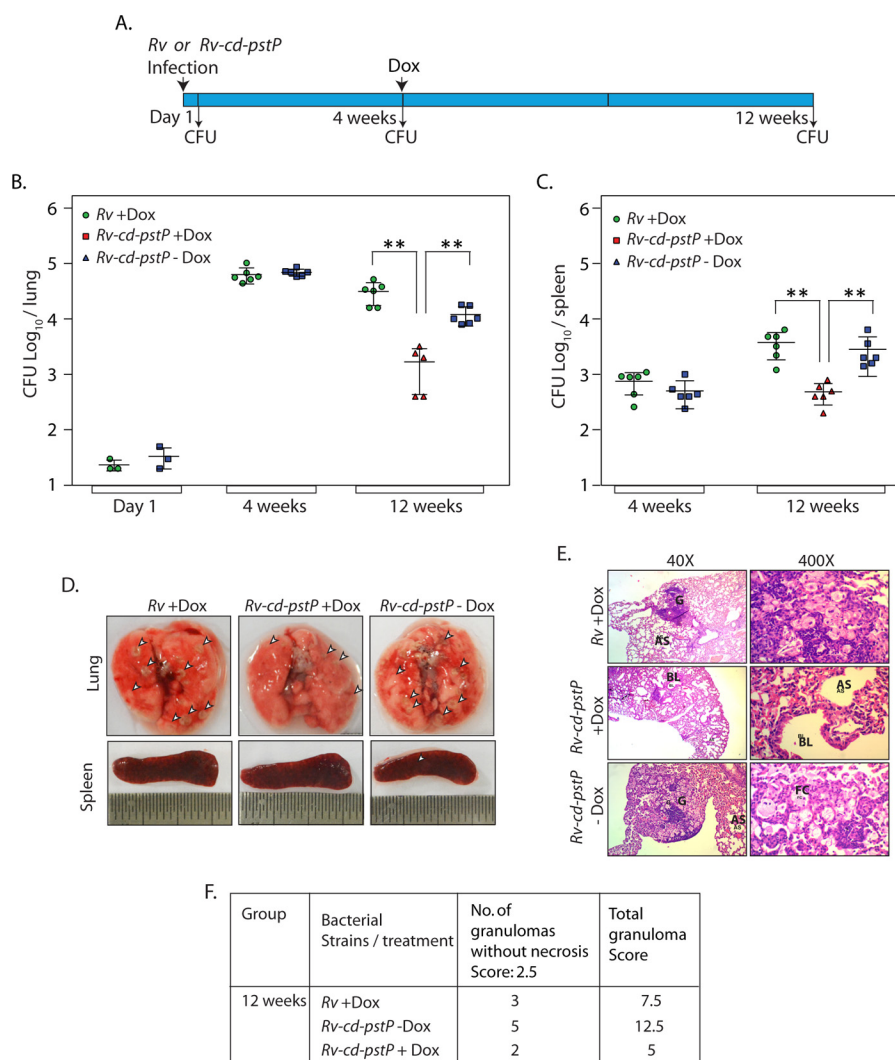 A.
Rv or Rv-cd-pstP
Infection
Dox
Day 1
4 weeks
12 weeks
CFU
CFU
CFU
B.
CFU Log10 / lung
6
5
4
3
2
1
Rv +Dox
Rv-cd-pstP +Dox
Rv-cd-pstP - Dox
** **
Day 1
4 weeks
12 weeks
C.
CFU Log10 / spleen
6
5
4
3
2
1
Rv +Dox
Rv-cd-pstP +Dox
Rv-cd-pstP - Dox
** **
4 weeks
12 weeks
D.
Rv +Dox
Rv-cd-pstP +Dox
Rv-cd-pstP - Dox
Lung
Spleen
E.
40X
400X
Rv +Dox
G
AS
Rv-cd-pstP
+Dox
BL
AS
AS
BL
Rv-cd-pstP
- Dox
G
AS
AS
FC
F.
Group
Bacterial
Strains / treatment
No. of
granulomas
without necrosis
Score: 2.5
Total
granuloma
Score
12 weeks
Rv +Dox
3
7.5
Rv-cd-pstP -Dox
5
12.5
Rv-cd-pstP + Dox
2
5